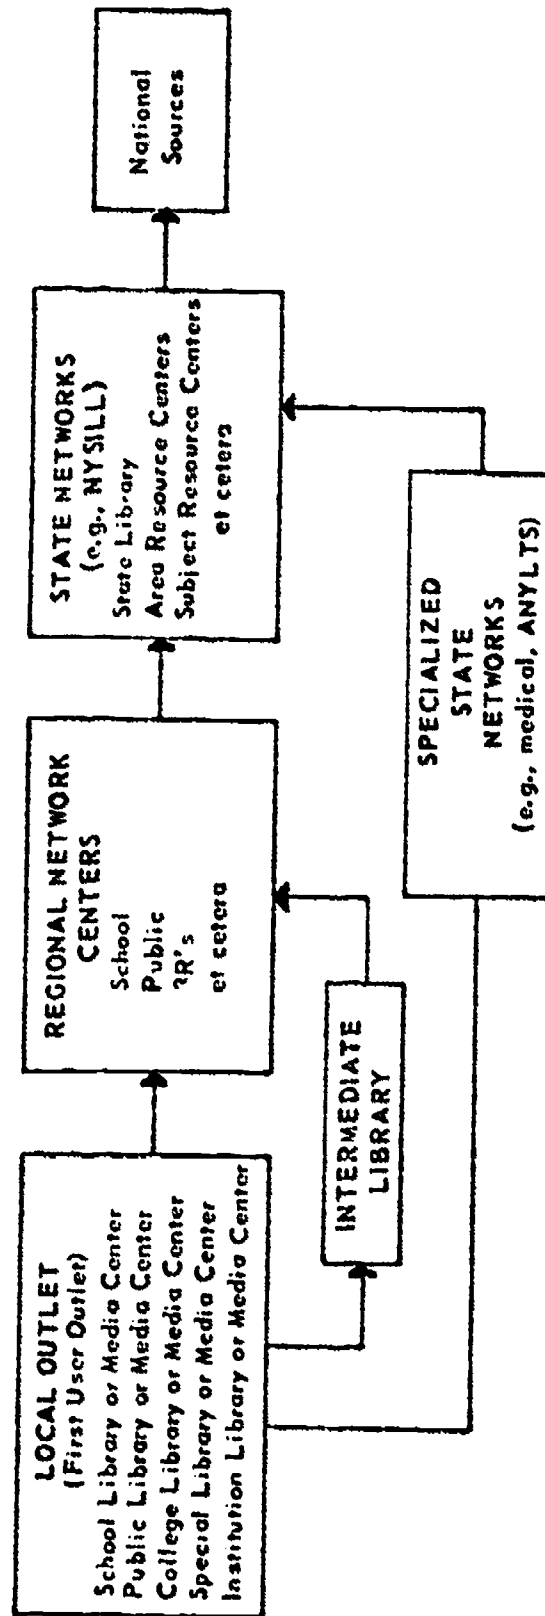 LOCAL OUTLET
(First User Outlet)
School Library or Media Center
Public Library or Media Center
College Library or Media Center
Special Library or Media Center
Institution Library or Media Center
INTERMEDIATE
LIBRARY
REGIONAL NETWORK
CENTERS
School
Public
et cetera
SPECIALIZED
STATE
NETWORKS
(e.g., medical, ANYLTS)
STATE NETWORKS
(e.g., NYSILL)
State Library
Area Resource Centers
Subject Resource Centers
et cetera
National
Sources